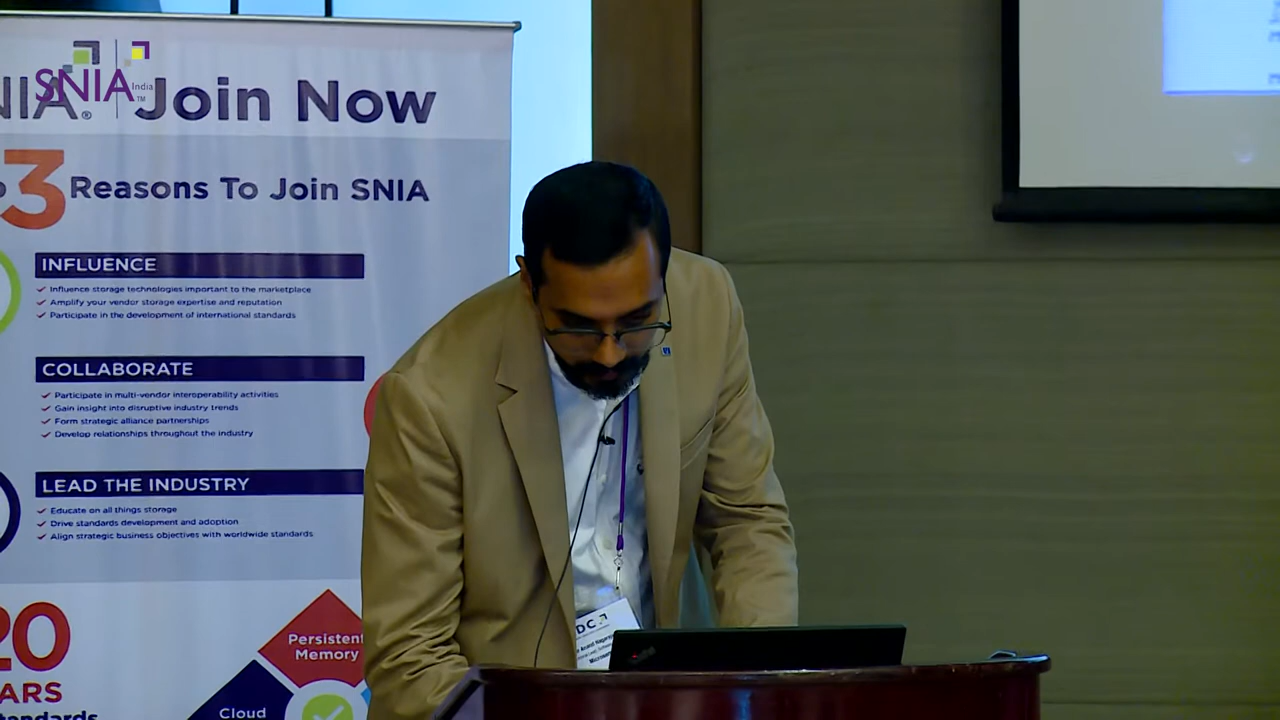 SNIA India™
NIA® Join Now
3 Reasons To Join SNIA
INFLUENCE
✓ Influence storage technologies important to the marketplace
✓ Amplify your vendor storage expertise and reputation
✓ Participate in the development of international standards
COLLABORATE
✓ Participate in multi-vendor interoperability activities
✓ Gain insight into disruptive industry trends
✓ Form strategic alliance partnerships
✓ Develop relationships throughout the industry
LEAD THE INDUSTRY
✓ Educate on all things storage
✓ Drive standards development and adoption
✓ Align strategic business objectives with worldwide standards
20
ARS
tandards
Persistent
Memory
Cloud
DC